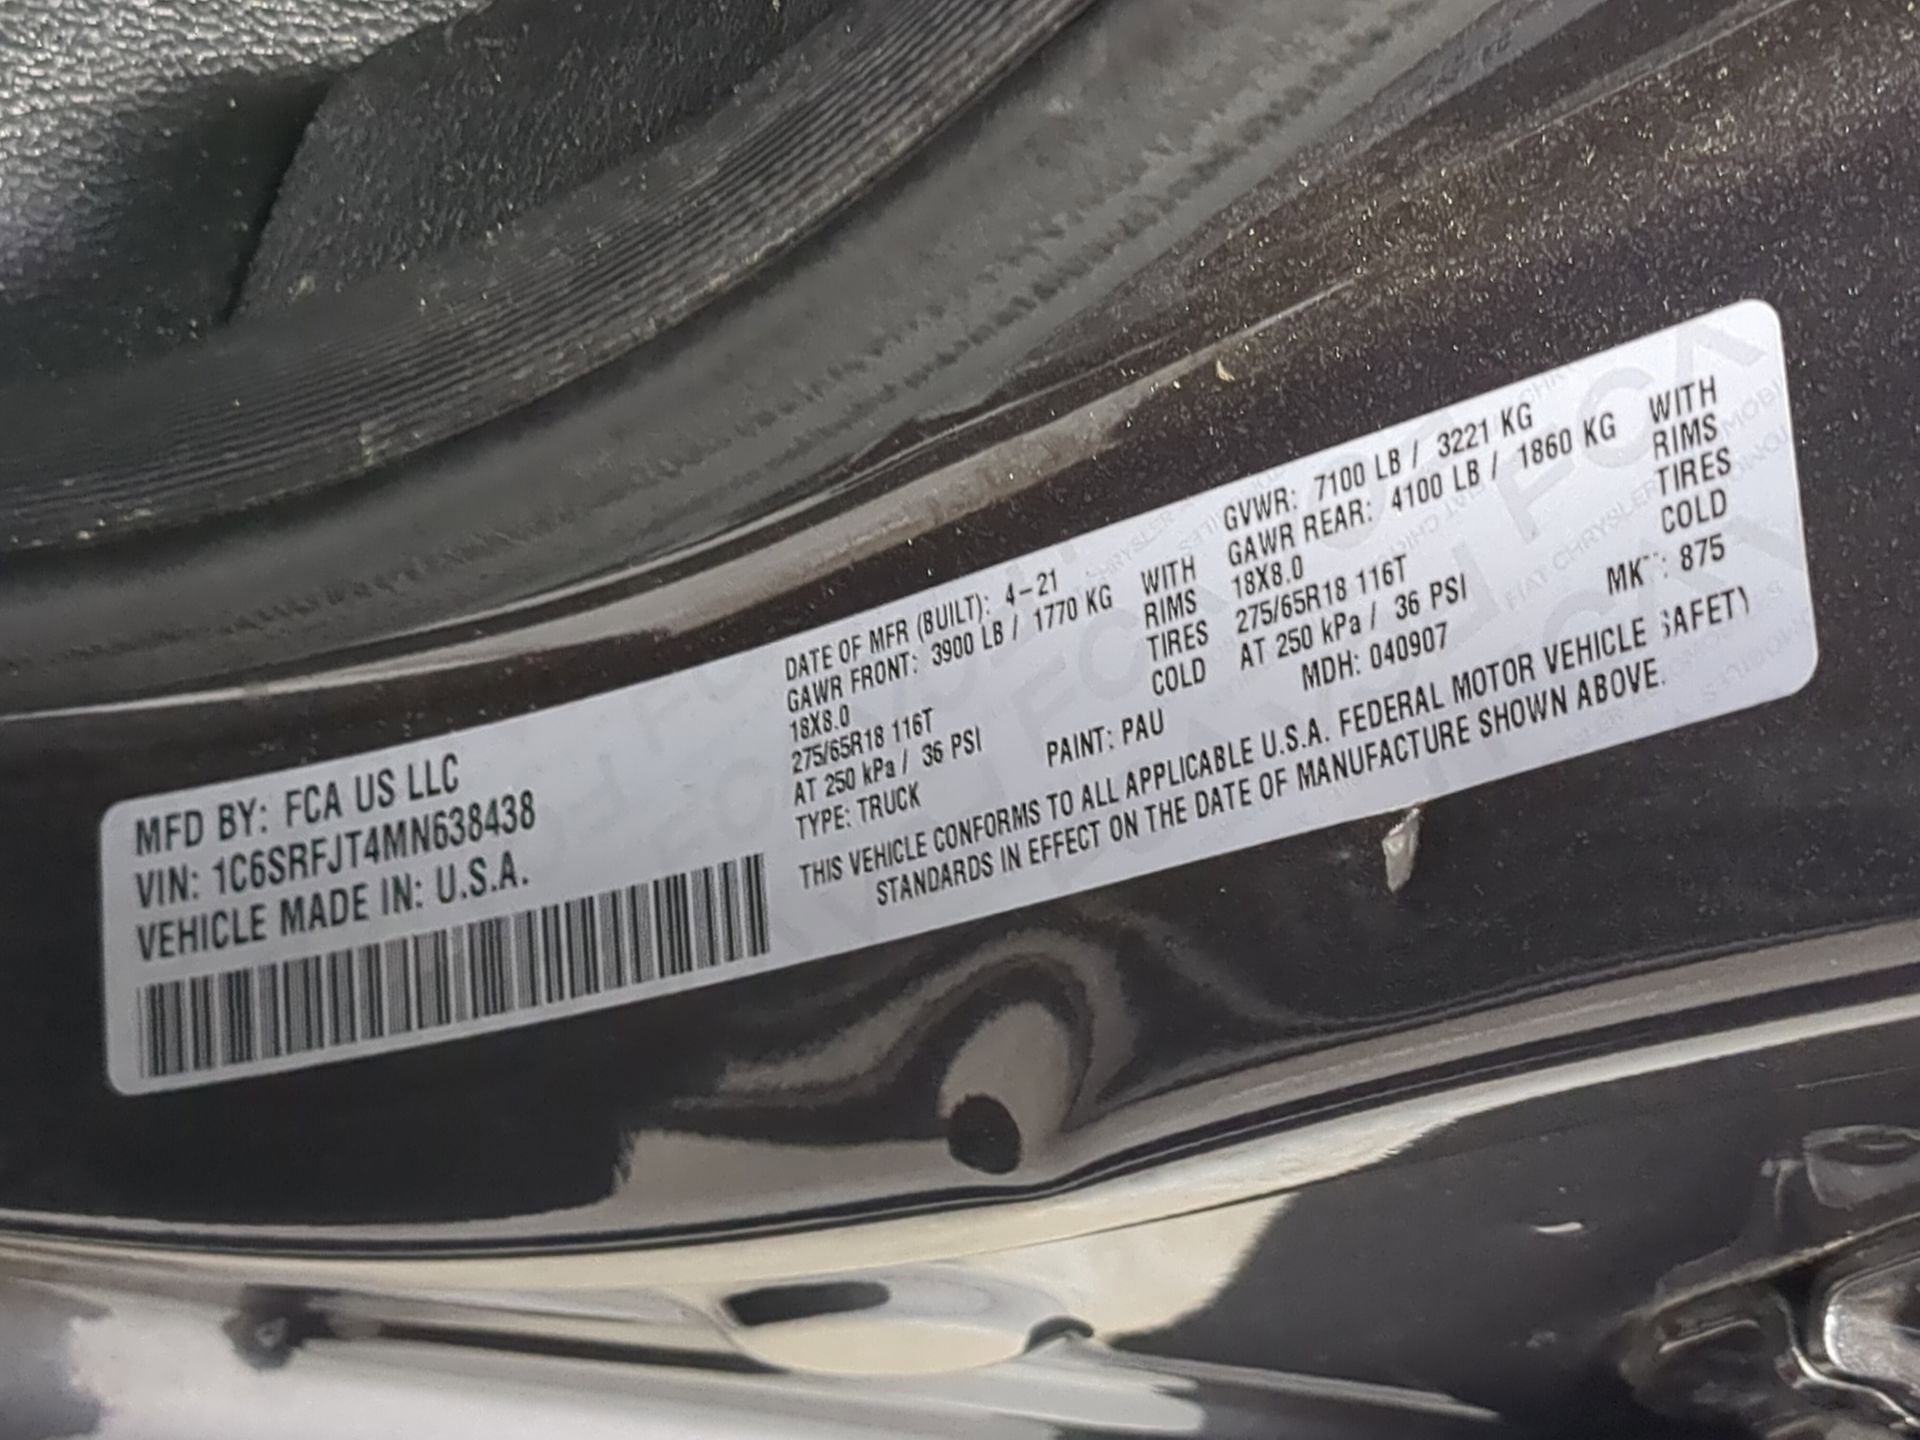 MFD BY: FCA US LLC
VIN: 1C6SRFJT4MN638438
VEHICLE MADE IN: U.S.A.
DATE OF MFR (BUILT): 4-21 GVWR: 7100 LB / 3221 KG
GAWR FRONT: 3900 LB / 1770 KG WITH GAWR REAR: 4100 LB / 1860 KG WITH
18X8.0 RIMS 18X8.0 RIMS
275/65R18 116T TIRES 275/65R18 116T TIRES
AT 250 kPa / 36 PSI COLD AT 250 kPa / 36 PSI COLD
TYPE: TRUCK PAINT: PAU MDH: 040907 : 875
THIS VEHICLE CONFORMS TO ALL APPLICABLE U.S.A. FEDERAL MOTOR VEHICLE SAFETY
STANDARDS IN EFFECT ON THE DATE OF MANUFACTURE SHOWN ABOVE.